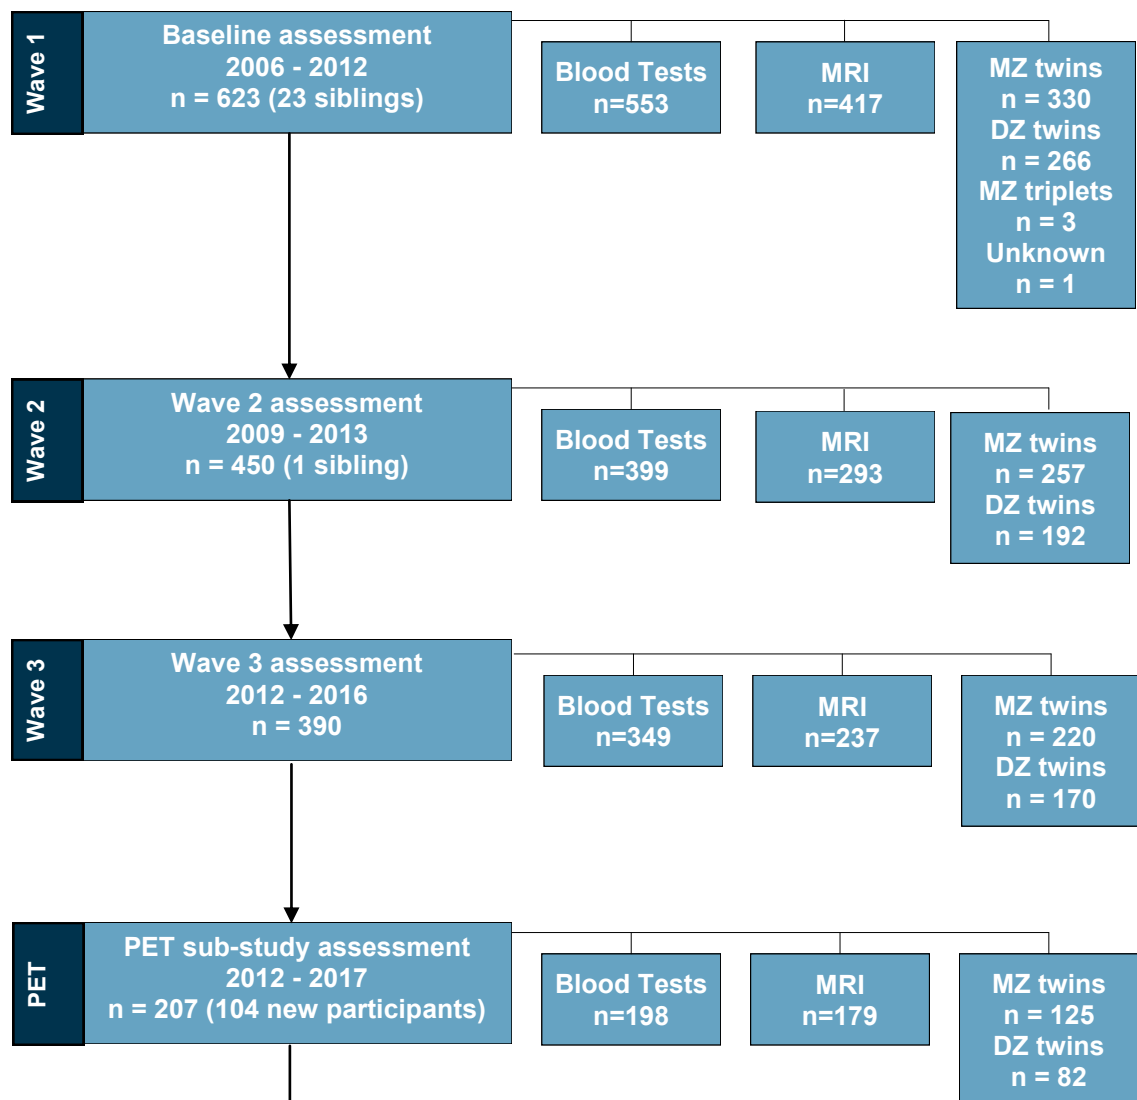 Wave 1
Baseline assessment
2006 - 2012
n = 623 (23 siblings)
Blood Tests
n=553
MRI
n=417
MZ twins
n = 330
DZ twins
n = 266
MZ triplets
n = 3
Unknown
n = 1
Wave 2
Wave 2 assessment
2009 - 2013
n = 450 (1 sibling)
Blood Tests
n=399
MRI
n=293
MZ twins
n = 257
DZ twins
n = 192
Wave 3
Wave 3 assessment
2012 - 2016
n = 390
Blood Tests
n=349
MRI
n=237
MZ twins
n = 220
DZ twins
n = 170
PET
PET sub-study assessment
2012 - 2017
n = 207 (104 new participants)
Blood Tests
n=198
MRI
n=179
MZ twins
n = 125
DZ twins
n = 82